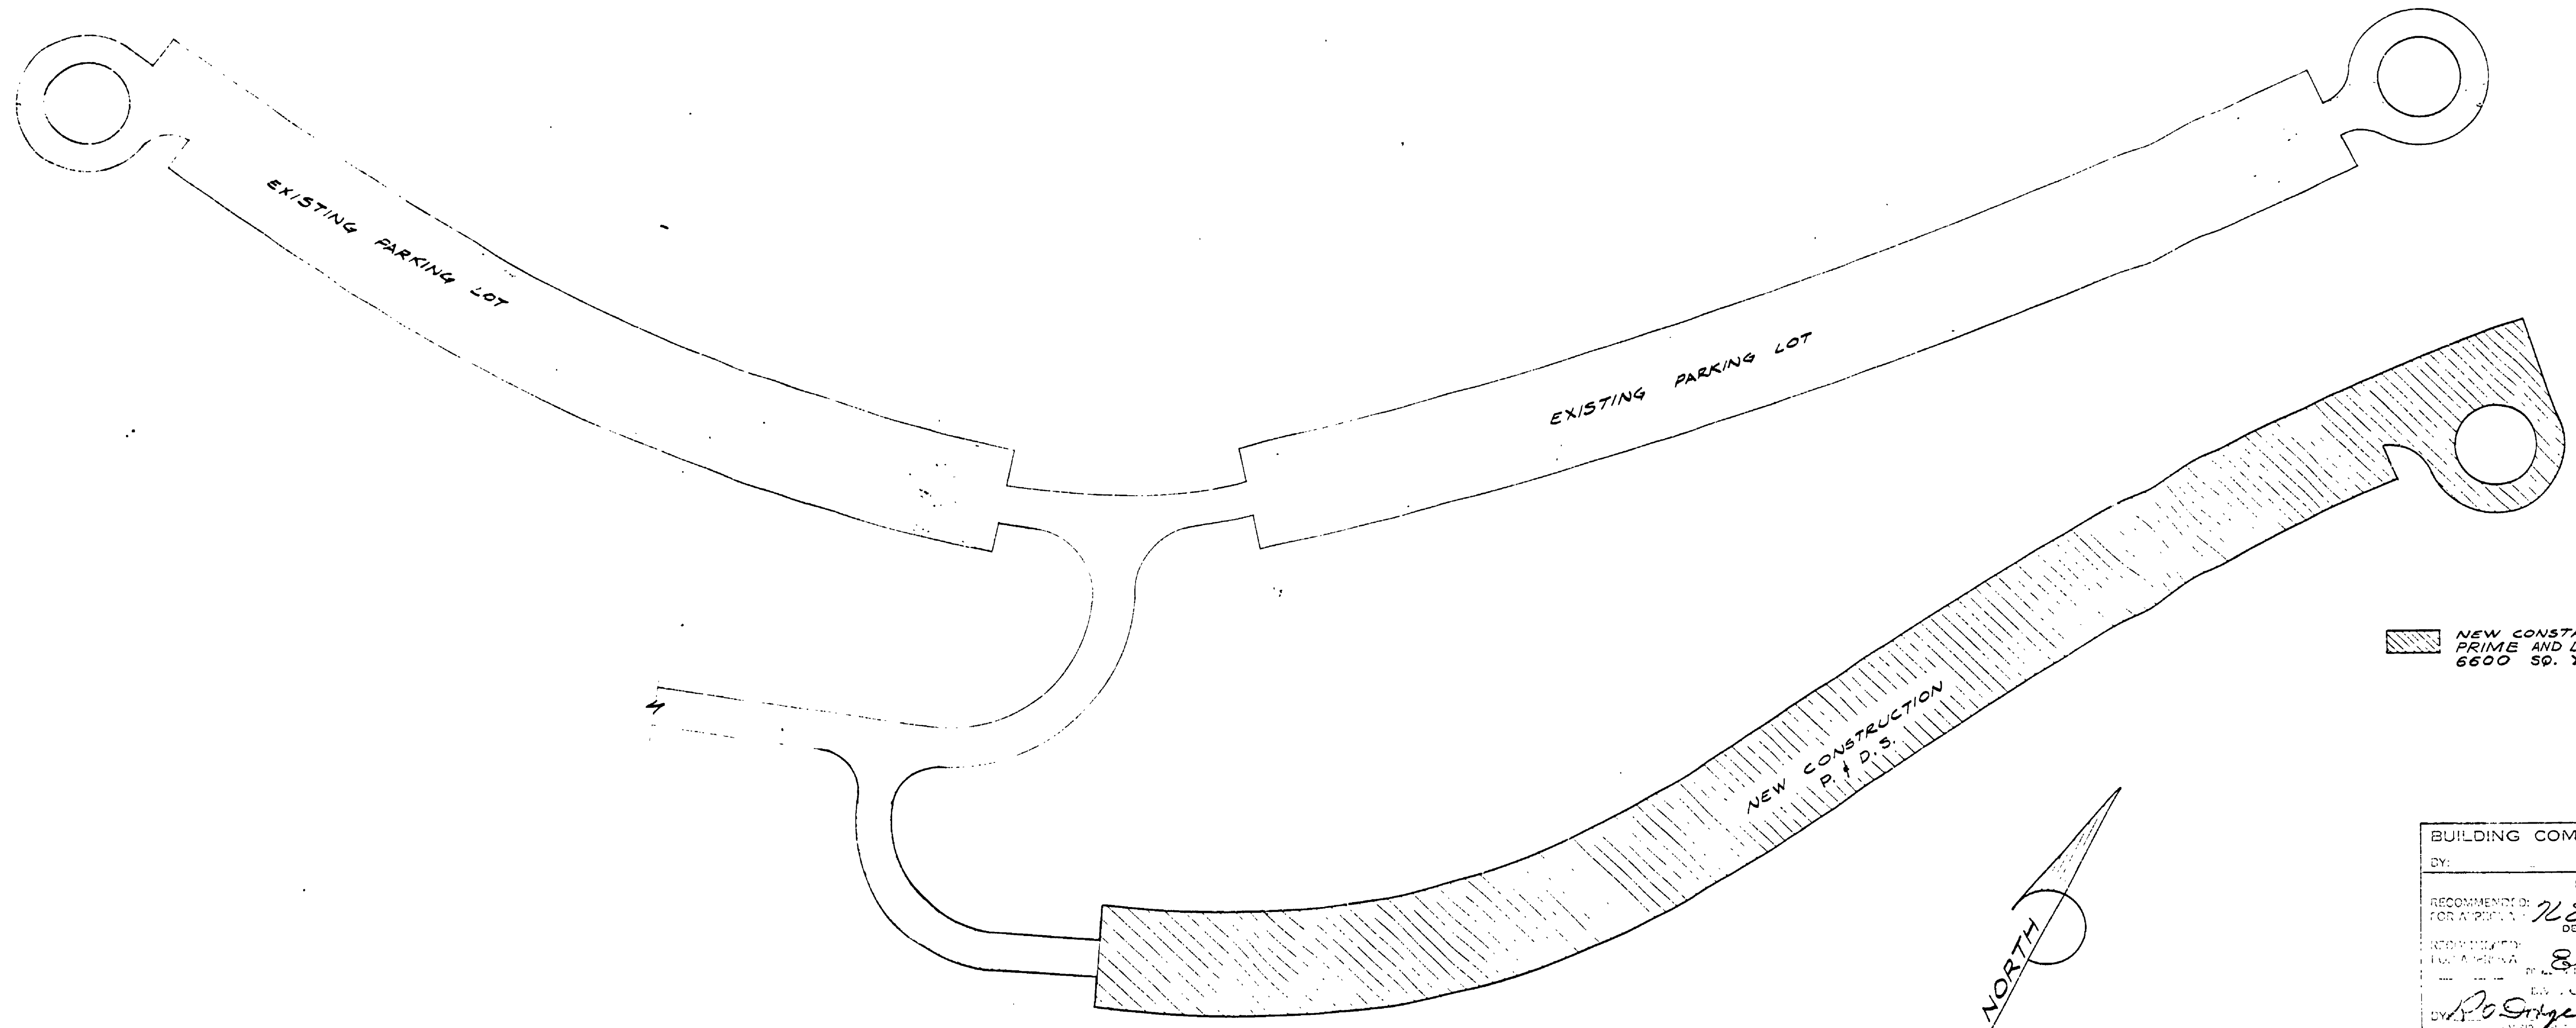 EXISTING PARKING LOT
EXISTING PARKING LOT
NEW CONST
PRIME AND
6600 SQ.
NEW CONSTRUCTION
P. & D.S.
NORTH
BUILDING COM
BY:
RECOMMENDED:
FOR